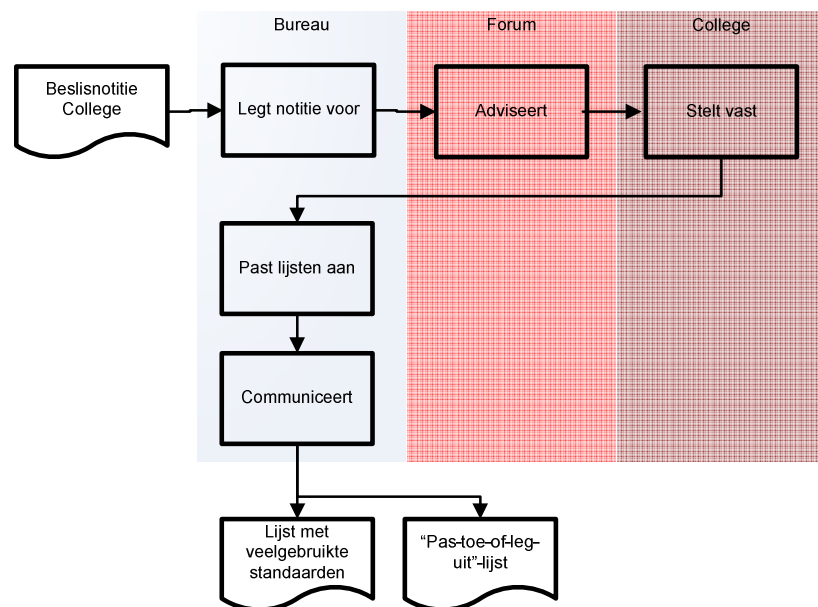 Bureau
Forum
College
Beslisnotitie
College
Legt notitie voor
Adviseert
Stelt vast
Past lijsten aan
Communiceert
Lijst met
veelgebruikte
standaarden
“Pas-toe-of-leg-
uit”-lijst